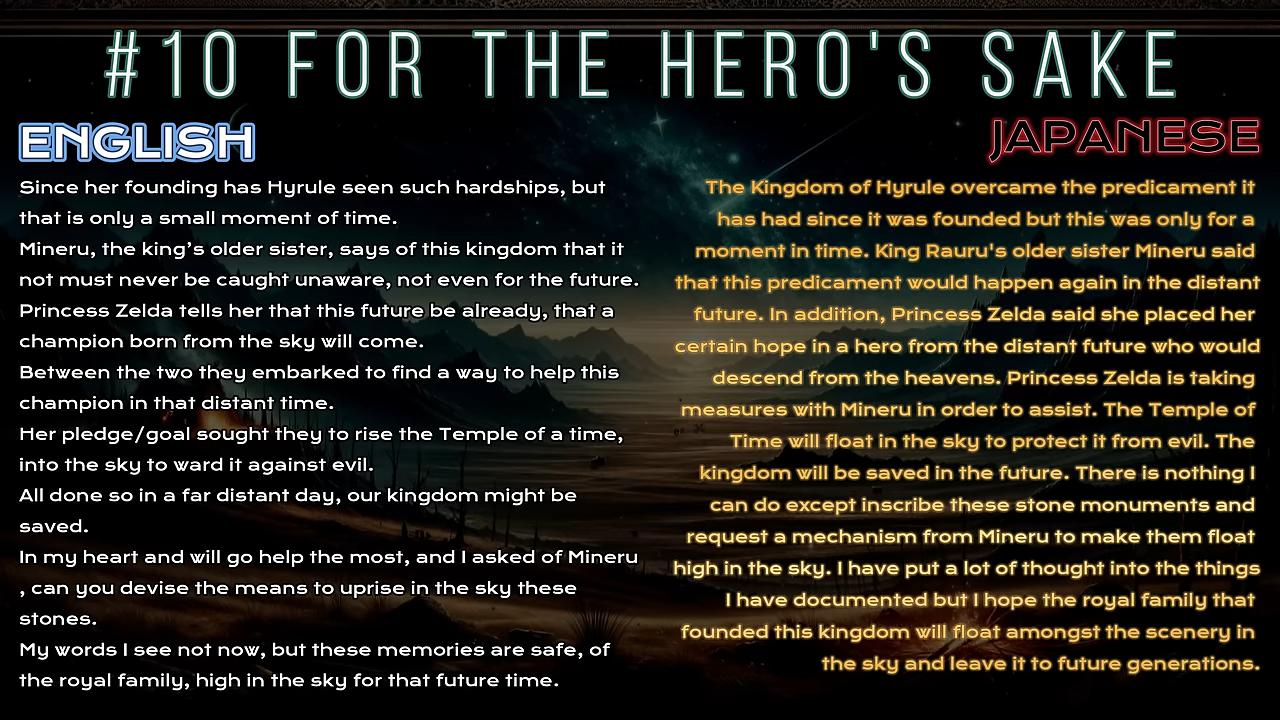 #10 FOR THE HERO'S SAKE
ENGLISH
Since her founding has Hyrule seen such hardships, but
that is only a small moment of time.
Mineru, the king’s older sister, says of this kingdom that it
not must never be caught unaware, not even for the future.
Princess Zelda tells her that this future be already, that a
champion born from the sky will come.
Between the two they embarked to find a way to help this
champion in that distant time.
Her pledge/goal sought they to rise the Temple of a time,
into the sky to ward it against evil.
All done so in a far distant day, our kingdom might be
saved.
In my heart and will go help the most, and I asked of Mineru
, can you devise the means to uprise in the sky these
stones.
My words I see not now, but these memories are safe, of
the royal family, high in the sky for that future time.
JAPANESE
The Kingdom of Hyrule overcame the predicament it
has had since it was founded but this was only for a
moment in time. King Rauru's older sister Mineru said
that this predicament would happen again in the distant
future. In addition, Princess Zelda said she placed her
certain hope in a hero from the distant future who would
descend from the heavens. Princess Zelda is taking
measures with Mineru in order to assist. The Temple of
Time will float in the sky to protect it from evil. The
kingdom will be saved in the future. There is nothing I
can do except inscribe these stone monuments and
request a mechanism from Mineru to make them float
high in the sky. I have put a lot of thought into the things
I have documented but I hope the royal family that
founded this kingdom will float amongst the scenery in
the sky and leave it to future generations.